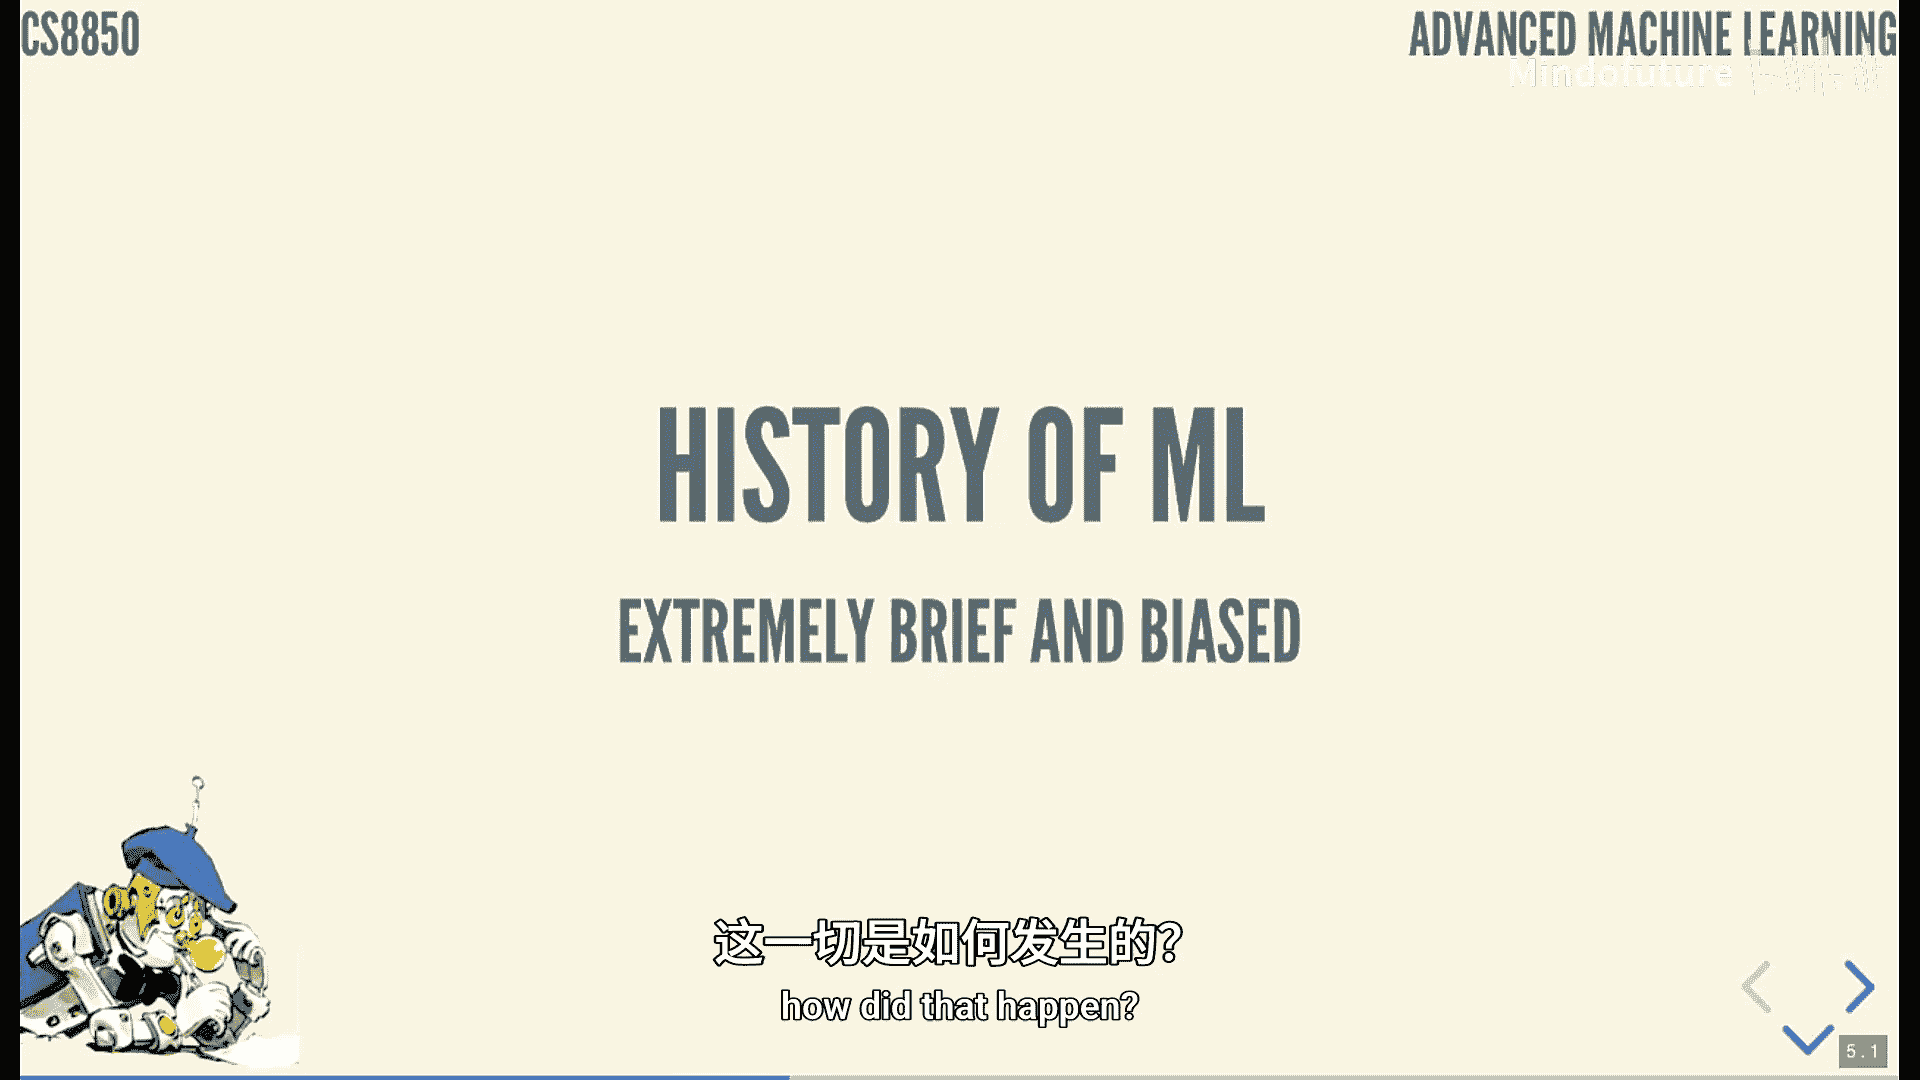 CS8850
ADVANCED MACHINE LEARNING
Mindofuture
HISTORY OF ML
EXTREMELY BRIEF AND BIASED
这一切是如何发生的?
how did that happen?
5.1